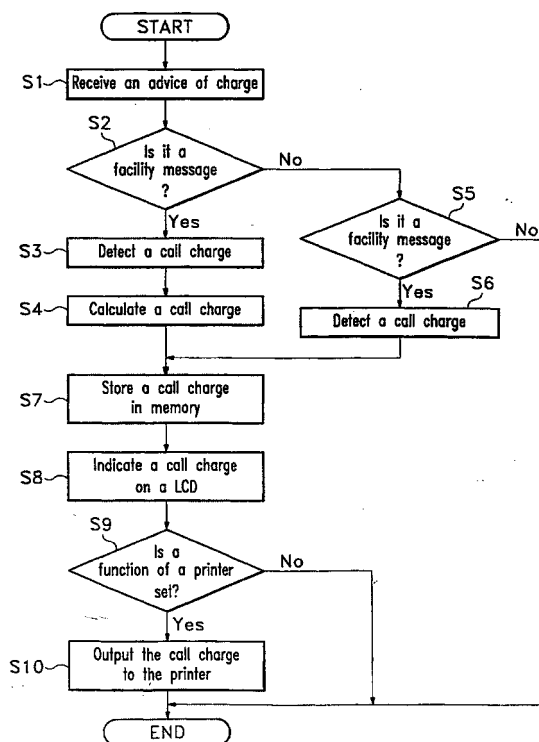 START
S1
Receive an advice of charge
S2
Is it a
facility message
?
No
Yes
S5
Is it a
facility message
?
No
Yes
S3
Detect a call charge
S6
Detect a call charge
S4
Calculate a call charge
S7
Store a call charge
in memory
S8
Indicate a call charge
on a LCD
S9
Is a
function of a printer
set?
No
Yes
S10
Output the call charge
to the printer
END